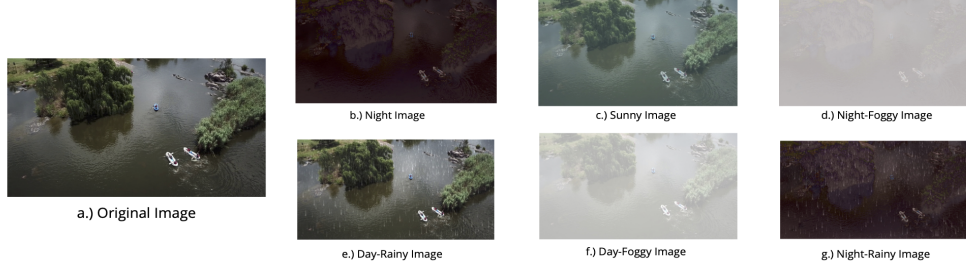 a.) Original Image
b.) Night Image
c.) Sunny Image
d.) Night-Foggy Image
e.) Day-Rainy Image
f.) Day-Foggy Image
g.) Night-Rainy Image